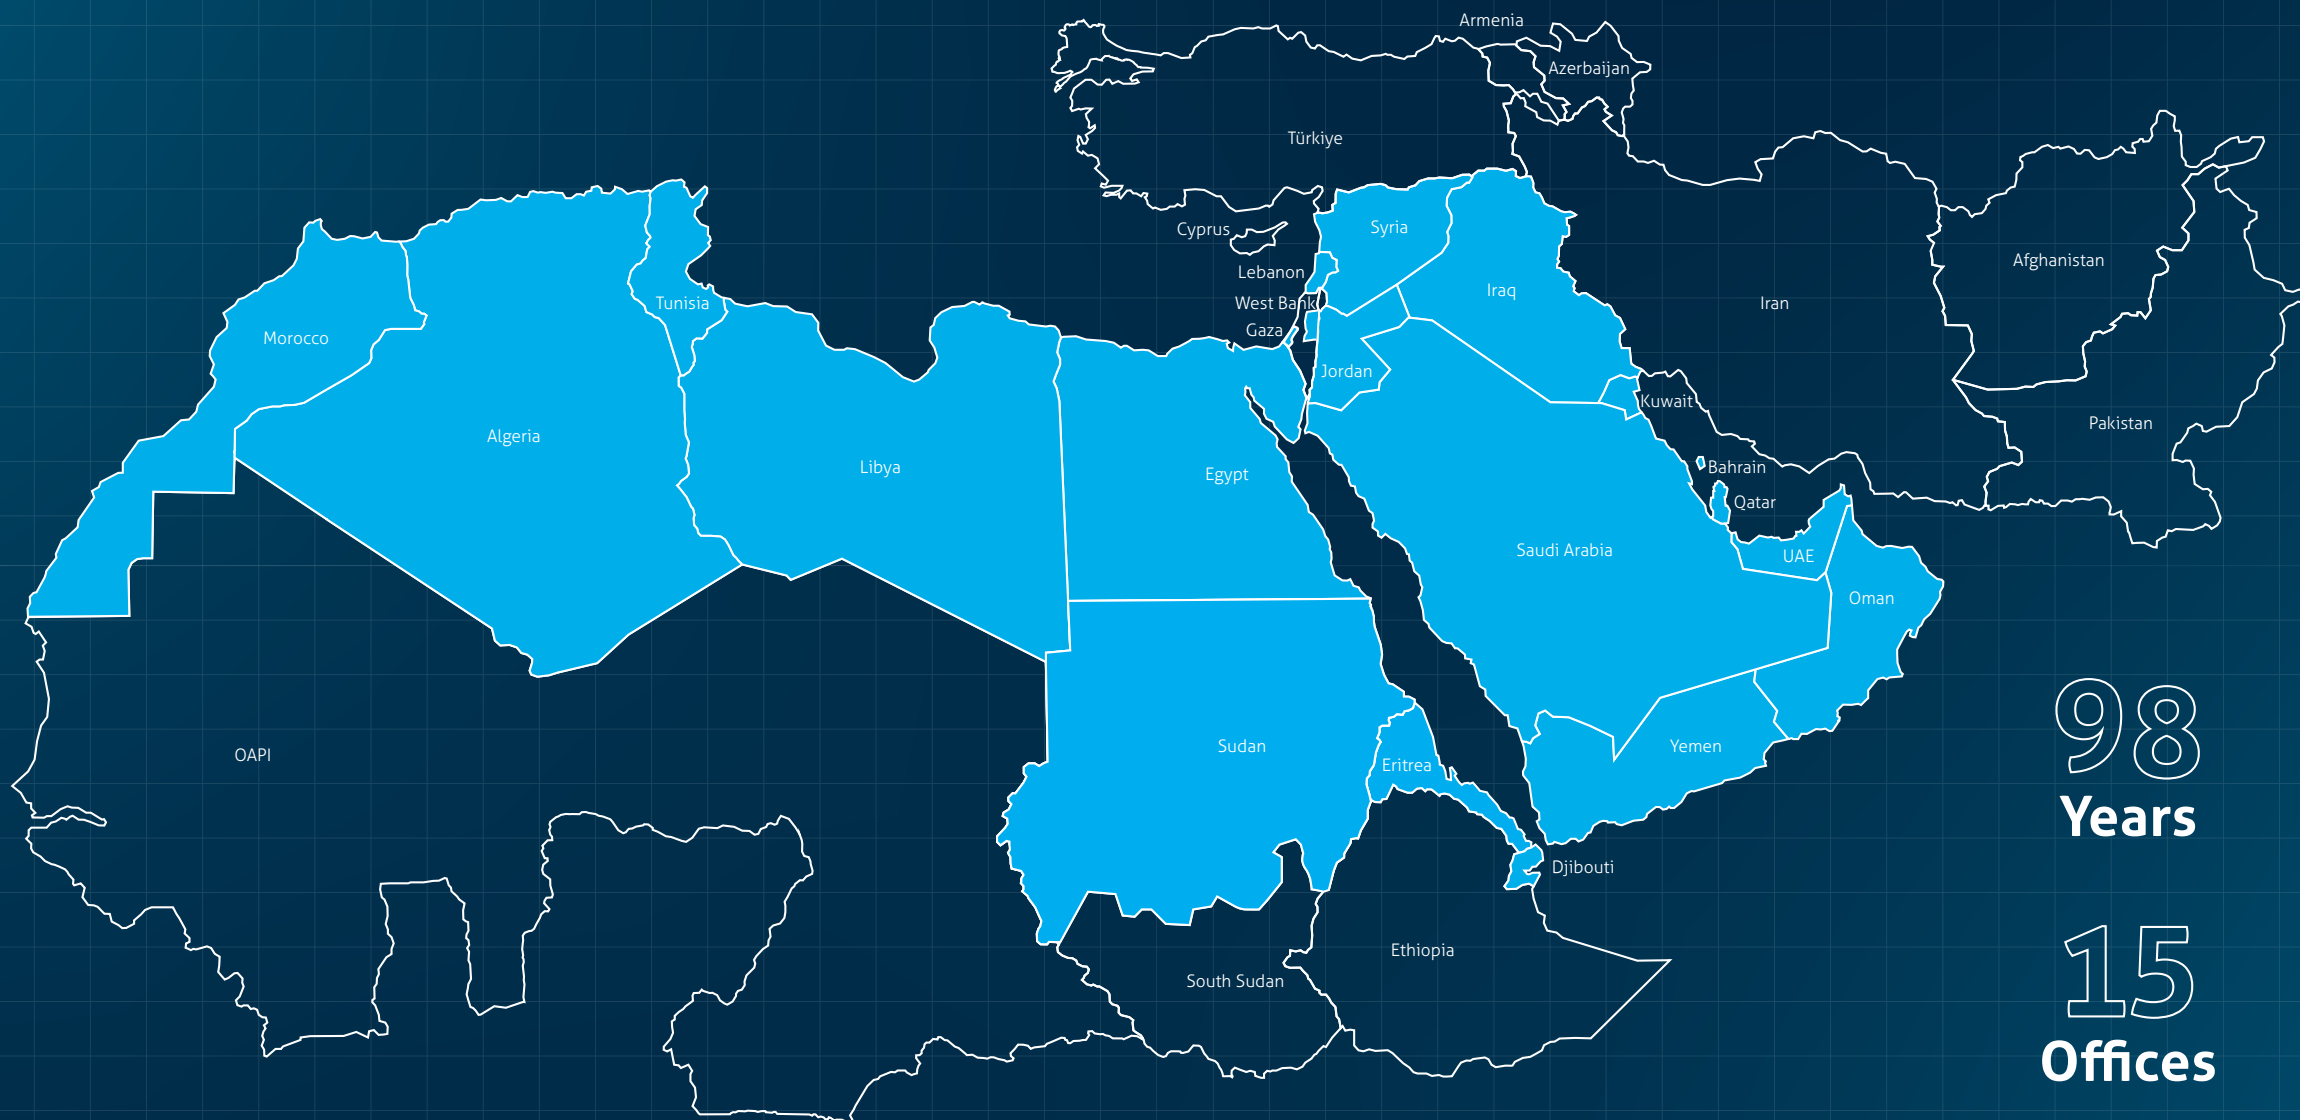 Armenia
Azerbaijan
Türkiye
Cyprus
Syria
Lebanon
Afghanistan
West Bank
Iraq
Iran
Tunisia
Gaza
Morocco
Jordan
Kuwait
Pakistan
Algeria
Libya
Egypt
Bahrain
Qatar
Saudi Arabia
UAE
Oman
OAPI
Sudan
Eritrea
Yemen
98
Years
Djibouti
Ethiopia
South Sudan
15
Offices